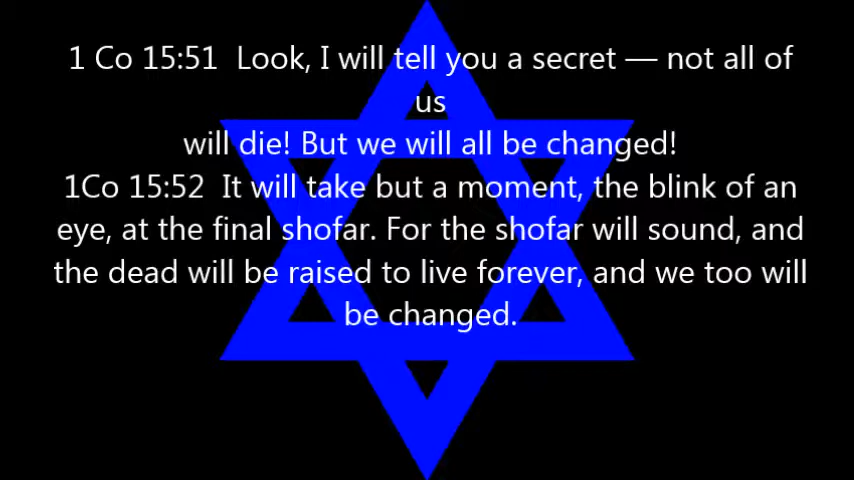 1 Co 15:51  Look, I will tell you a secret — not all of
us
will die! But we will all be changed!
1Co 15:52  It will take but a moment, the blink of an
eye, at the final shofar. For the shofar will sound, and
the dead will be raised to live forever, and we too will
be changed.